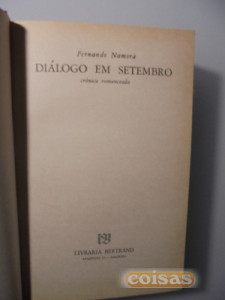 Fernando Namora
DIÁLOGO EM SETEMBRO
crónica romanceada
LIVRARIA BERTRAND
coisas